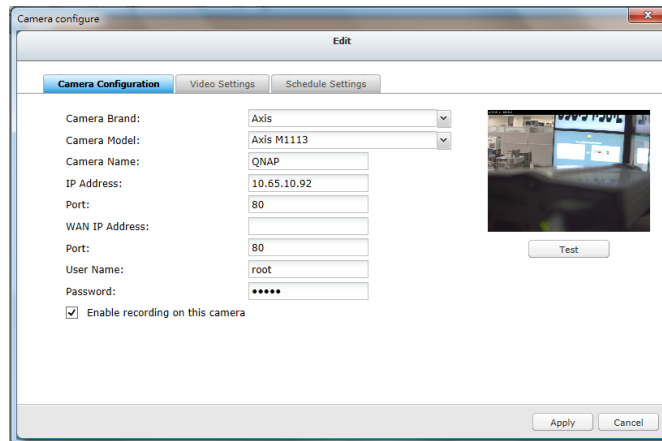 Camera configure
Edit
Camera Configuration Video Settings Schedule Settings
Camera Brand: Axis
Camera Model: Axis M1113
Camera Name: QNAP
IP Address: 10.65.10.92
Port: 80
WAN IP Address:
Port: 80
Test
User Name: root
Password: •••••
Enable recording on this camera
Apply Cancel